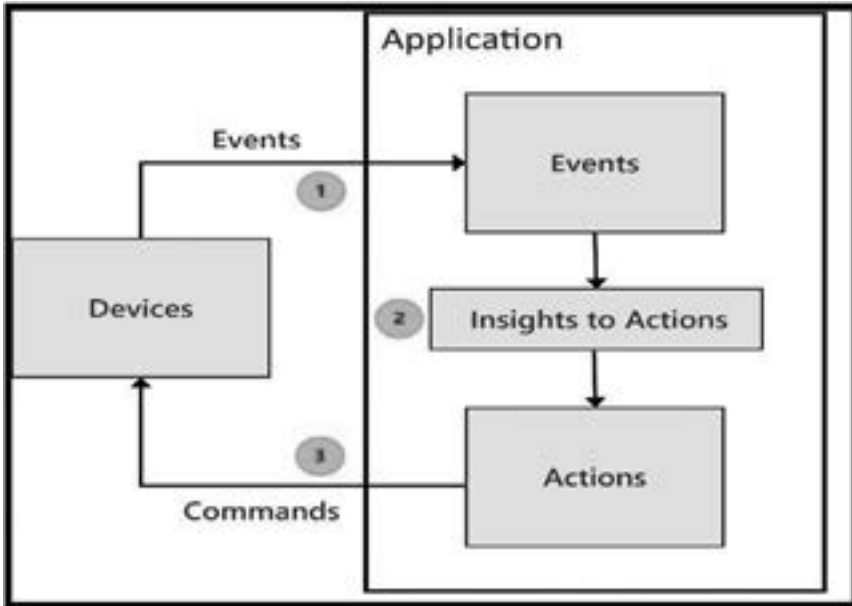 Application
Events
1
Events
Devices
2
Insights to Actions
3
Actions
Commands